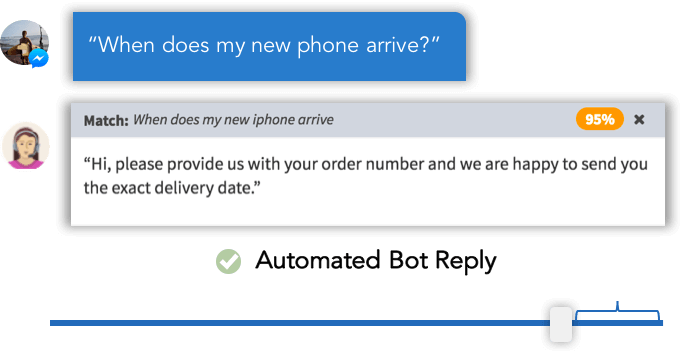 “When does my new phone arrive?”
Match: When does my new iphone arrive 95% ×
“Hi, please provide us with your order number and we are happy to send you
the exact delivery date.”
Automated Bot Reply